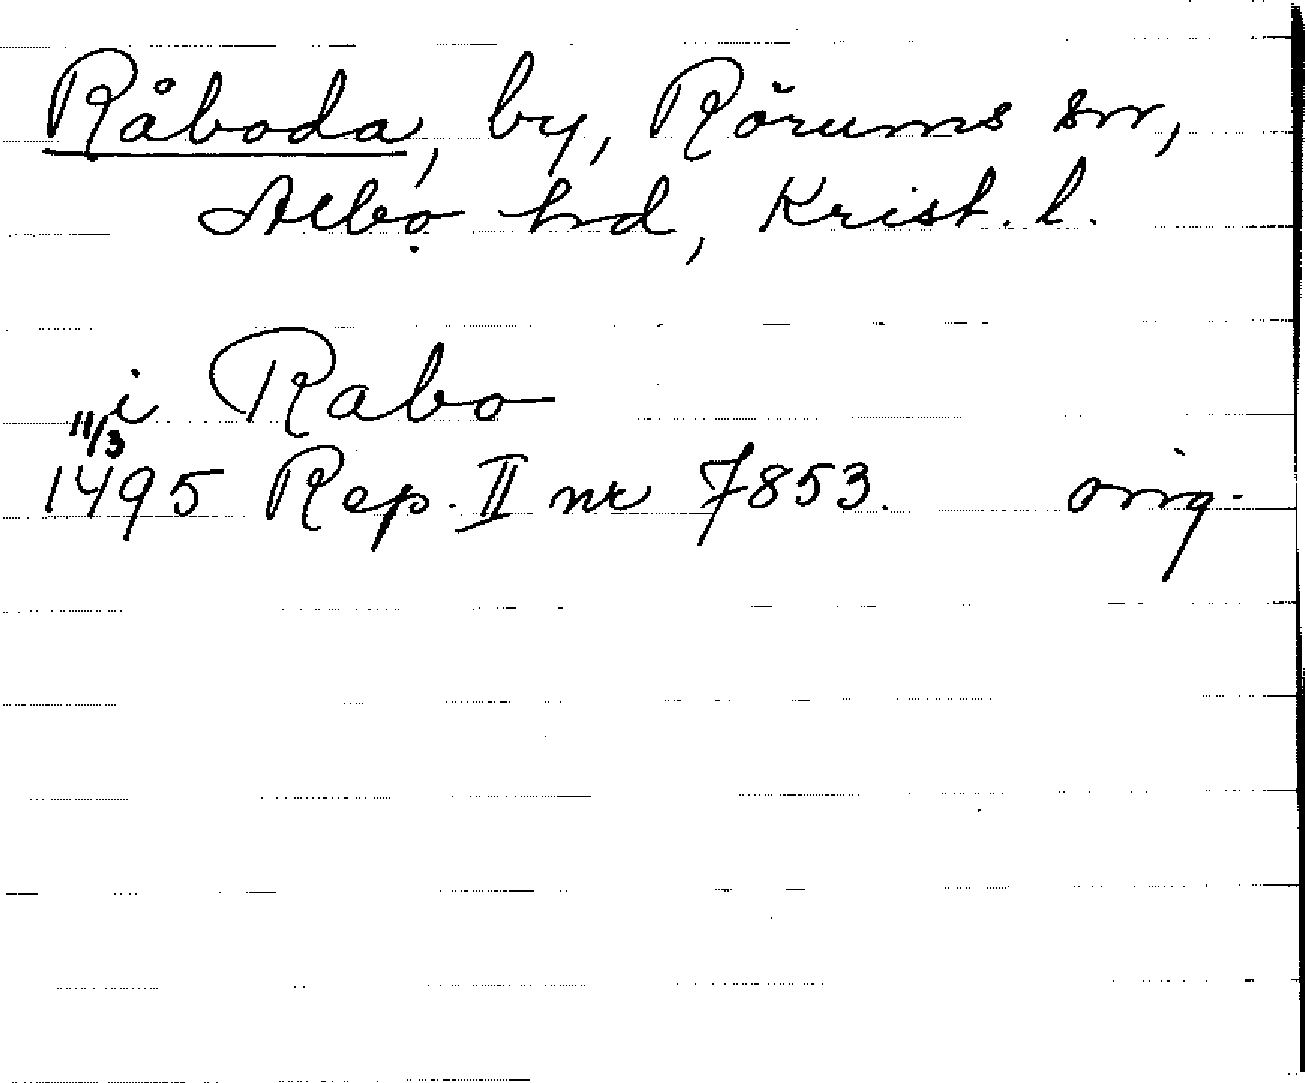 Råboda, by, Rörums sn,
Albo hd, Krist. l.
i Rabo
11/3
1495 Rep. II nr 7853. orig.